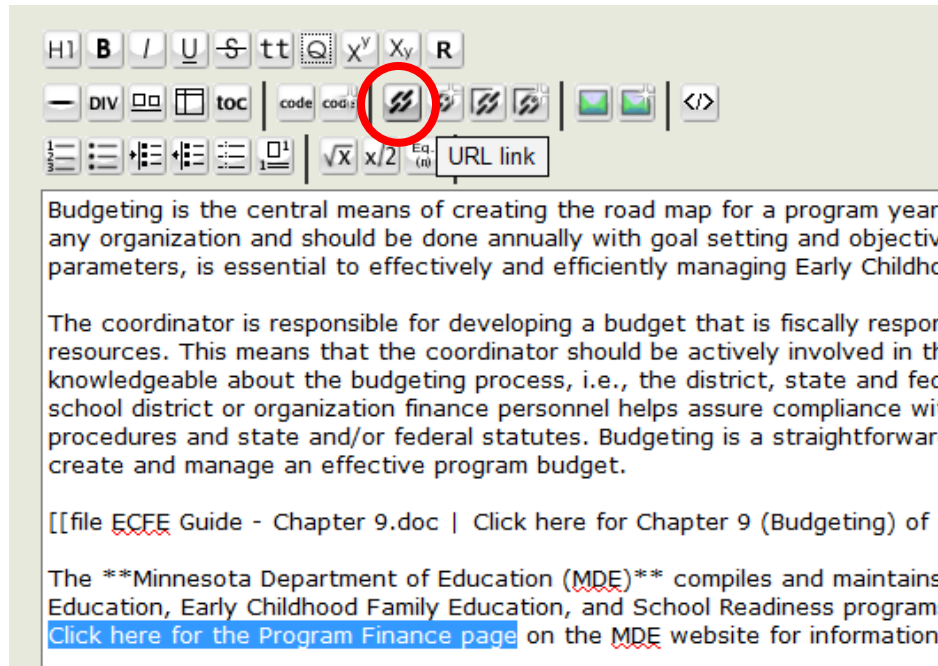 H1 B I U S tt Q Xy Xy R
DIV toc code code </>
√x x/2 Eq. (n) URL link
Budgeting is the central means of creating the road map for a program year
any organization and should be done annually with goal setting and objectiv
parameters, is essential to effectively and efficiently managing Early Childho
The coordinator is responsible for developing a budget that is fiscally respon
resources. This means that the coordinator should be actively involved in th
knowledgeable about the budgeting process, i.e., the district, state and fed
school district or organization finance personnel helps assure compliance wi
procedures and state and/or federal statutes. Budgeting is a straightforwar
create and manage an effective program budget.
[[file ECFE Guide - Chapter 9.doc | Click here for Chapter 9 (Budgeting) of
The **Minnesota Department of Education (MDE)** compiles and maintains
Education, Early Childhood Family Education, and School Readiness program
Click here for the Program Finance page on the MDE website for information